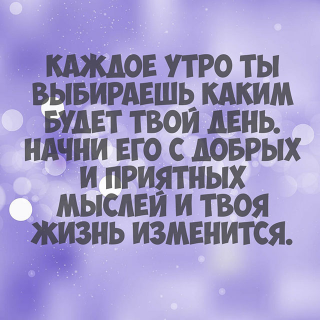 КАЖДОЕ УТРО ТЫ
ВЫБИРАЕШЬ КАКИМ
БУДЕТ ТВОЙ ДЕНЬ.
НАЧНИ ЕГО С ДОБРЫХ
И ПРИЯТНЫХ
МЫСЛЕЙ И ТВОЯ
ЖИЗНЬ ИЗМЕНИТСЯ.